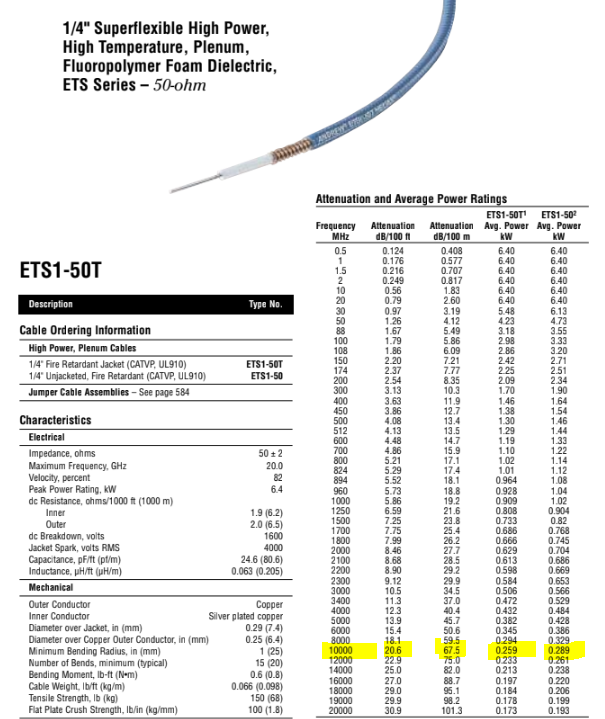 1/4" Superflexible High Power,
High Temperature, Plenum,
Fluoropolymer Foam Dielectric,
ETS Series – 50-ohm
ETS1-50T
Description Type No.
Cable Ordering Information
High Power, Plenum Cables
1/4" Fire Retardant Jacket (CATVP, UL910) ETS1-50T
1/4" Unjacketed, Fire Retardant (CATVP, UL910) ETS1-50
Jumper Cable Assemblies – See page 584
Characteristics
Electrical
Impedance, ohms 50 ± 2
Maximum Frequency, GHz 20.0
Velocity, percent 82
Peak Power Rating, kW 6.4
dc Resistance, ohms/1000 ft (1000 m)
Inner 1.9 (6.2)
Outer 2.0 (6.5)
dc Breakdown, volts 1600
Jacket Spark, volts RMS 4000
Capacitance, pF/ft (pf/m) 24.6 (80.6)
Inductance, µH/ft (µH/m) 0.063 (0.205)
Mechanical
Outer Conductor Copper
Inner Conductor Silver plated copper
Diameter over Jacket, in (mm) 0.29 (7.4)
Diameter over Copper Outer Conductor, in (mm) 0.25 (6.4)
Minimum Bending Radius, in (mm) 1 (25)
Number of Bends, minimum (typical) 15 (20)
Bending Moment, lb-ft (N•m) 0.6 (0.8)
Cable Weight, lb/ft (kg/m) 0.066 (0.098)
Tensile Strength, lb (kg) 150 (68)
Flat Plate Crush Strength, lb/in (kg/mm) 100 (1.8)
Attenuation and Average Power Ratings
ETS1-50T¹ ETS1-50²
Frequency Attenuation Attenuation Avg. Power Avg. Power
MHz dB/100 ft dB/100 m kW kW
0.5 0.124 0.408 6.40 6.40
1 0.176 0.577 6.40 6.40
1.5 0.216 0.707 6.40 6.40
2 0.249 0.817 6.40 6.40
10 0.56 1.83 6.40 6.40
20 0.79 2.60 6.40 6.40
30 0.97 3.19 5.48 6.13
50 1.26 4.12 4.23 4.73
88 1.67 5.49 3.18 3.55
100 1.79 5.86 2.98 3.33
108 1.86 6.09 2.86 3.20
150 2.20 7.21 2.42 2.71
174 2.37 7.77 2.25 2.51
200 2.54 8.35 2.09 2.34
300 3.13 10.3 1.70 1.90
400 3.63 11.9 1.46 1.64
450 3.86 12.7 1.38 1.54
500 4.08 13.4 1.30 1.46
512 4.13 13.5 1.29 1.44
600 4.48 14.7 1.19 1.33
700 4.86 15.9 1.10 1.22
800 5.21 17.1 1.02 1.14
824 5.29 17.4 1.01 1.12
894 5.52 18.1 0.964 1.08
960 5.73 18.8 0.928 1.04
1000 5.86 19.2 0.909 1.02
1250 6.59 21.6 0.808 0.904
1500 7.25 23.8 0.733 0.82
1700 7.75 25.4 0.686 0.768
1800 7.99 26.2 0.666 0.745
2000 8.46 27.7 0.629 0.704
2100 8.68 28.5 0.613 0.686
2200 8.90 29.2 0.598 0.669
2300 9.12 29.9 0.584 0.653
3000 10.5 34.5 0.506 0.566
3400 11.3 37.0 0.472 0.529
4000 12.3 40.4 0.432 0.484
5000 13.9 45.7 0.382 0.428
6000 15.4 50.6 0.345 0.386
8000 18.1 59.5 0.294 0.329
10000 20.6 67.5 0.259 0.289
12000 22.9 75.0 0.233 0.261
14000 25.0 82.0 0.213 0.238
16000 27.0 88.7 0.197 0.220
18000 29.0 95.1 0.184 0.206
19000 29.9 98.2 0.178 0.199
20000 30.9 101.3 0.173 0.193